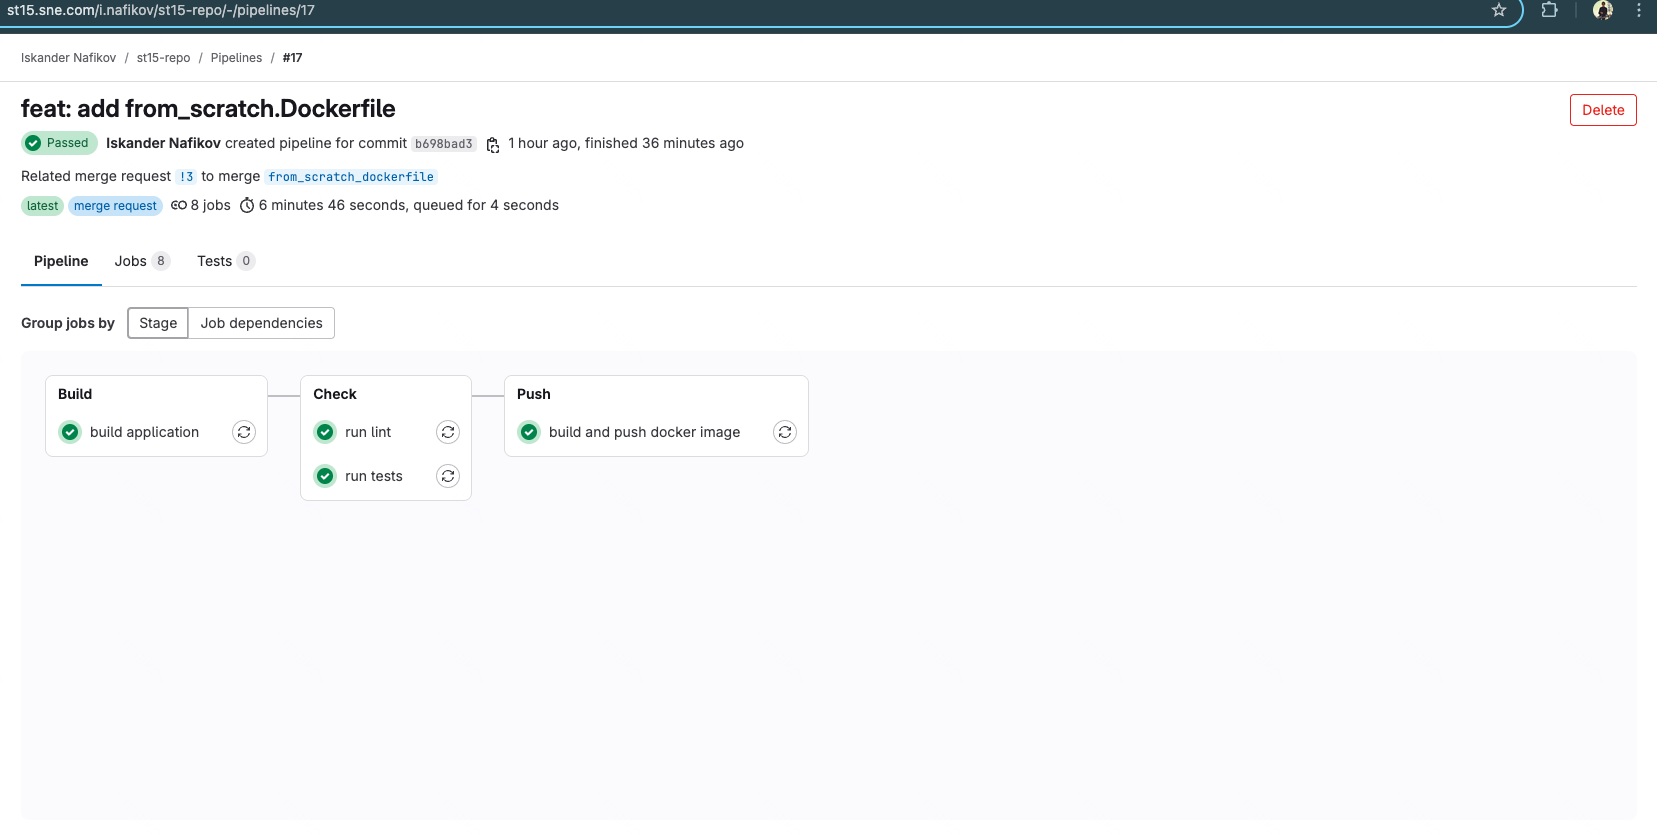 st15.sne.com/i.nafikov/st15-repo/-/pipelines/17
Iskander Nafikov / st15-repo / Pipelines / #17
feat: add from_scratch.Dockerfile
Delete
Passed Iskander Nafikov created pipeline for commit b698bad3 1 hour ago, finished 36 minutes ago
Related merge request !3 to merge from_scratch_dockerfile
latest merge request 8 jobs 6 minutes 46 seconds, queued for 4 seconds
Pipeline Jobs 8 Tests 0
Group jobs by Stage Job dependencies
Build
build application
Check
run lint
run tests
Push
build and push docker image